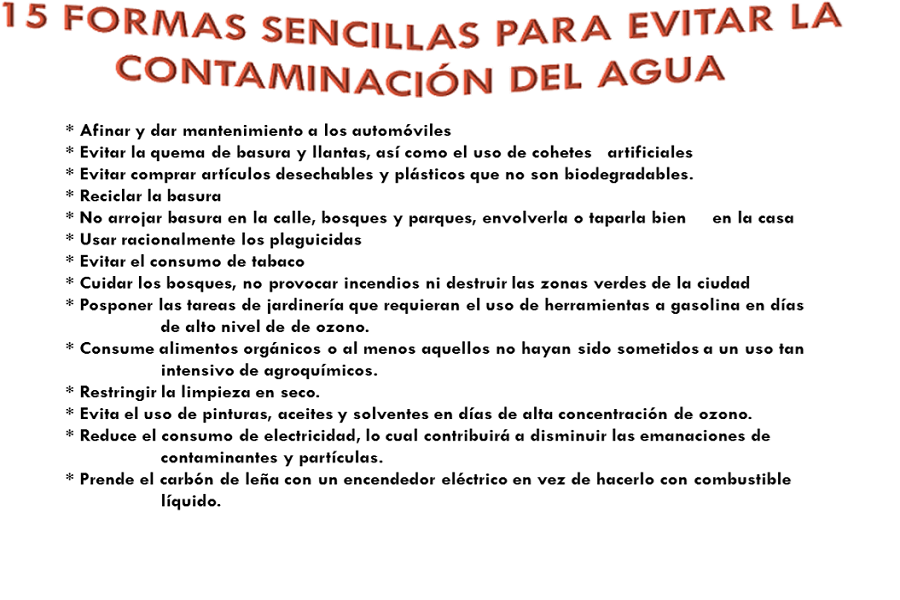 15 FORMAS SENCILLAS PARA EVITAR LA
CONTAMINACIÓN DEL AGUA
* Afinar y dar mantenimiento a los automóviles
* Evitar la quema de basura y llantas, así como el uso de cohetes artificiales
* Evitar comprar artículos desechables y plásticos que no son biodegradables.
* Reciclar la basura
* No arrojar basura en la calle, bosques y parques, envolverla o taparla bien en la casa
* Usar racionalmente los plaguicidas
* Evitar el consumo de tabaco
* Cuidar los bosques, no provocar incendios ni destruir las zonas verdes de la ciudad
* Posponer las tareas de jardinería que requieran el uso de herramientas a gasolina en días
de alto nivel de de ozono.
* Consume alimentos orgánicos o al menos aquellos no hayan sido sometidos a un uso tan
intensivo de agroquímicos.
* Restringir la limpieza en seco.
* Evita el uso de pinturas, aceites y solventes en días de alta concentración de ozono.
* Reduce el consumo de electricidad, lo cual contribuirá a disminuir las emanaciones de
contaminantes y partículas.
* Prende el carbón de leña con un encendedor eléctrico en vez de hacerlo con combustible
líquido.